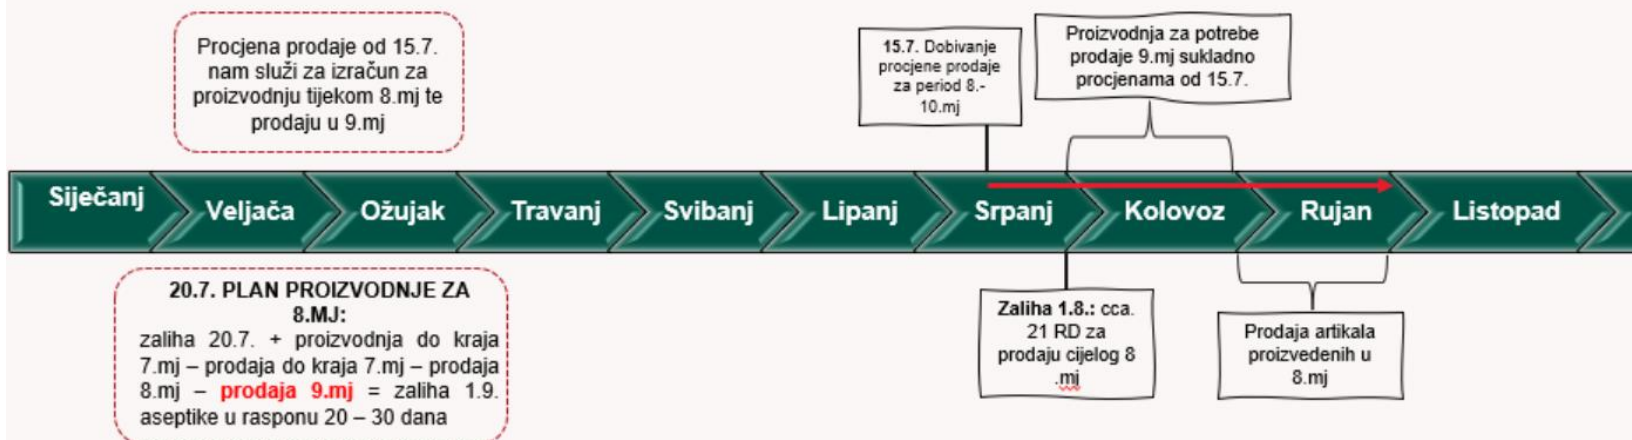 Procjena prodaje od 15.7.
nam služi za izračun za
proizvodnju tijekom 8.mj te
prodaju u 9.mj
15.7. Dobivanje
procjene prodaje
za period 8.-
10.mj
Proizvodnja za potrebe
prodaje 9.mj sukladno
procjenama od 15.7.
Siječanj
Veljača
Ožujak
Travanj
Svibanj
Lipanj
Srpanj
Kolovoz
Rujan
Listopad
20.7. PLAN PROIZVODNJE ZA
8.MJ:
zaliha 20.7. + proizvodnja do kraja
7.mj – prodaja do kraja 7.mj – prodaja
8.mj – prodaja 9.mj = zaliha 1.9.
aseptike u rasponu 20 – 30 dana
Zaliha 1.8.: cca.
21 RD za
prodaju cijelog 8
.mj
Prodaja artikala
proizvedenih u
8.mj